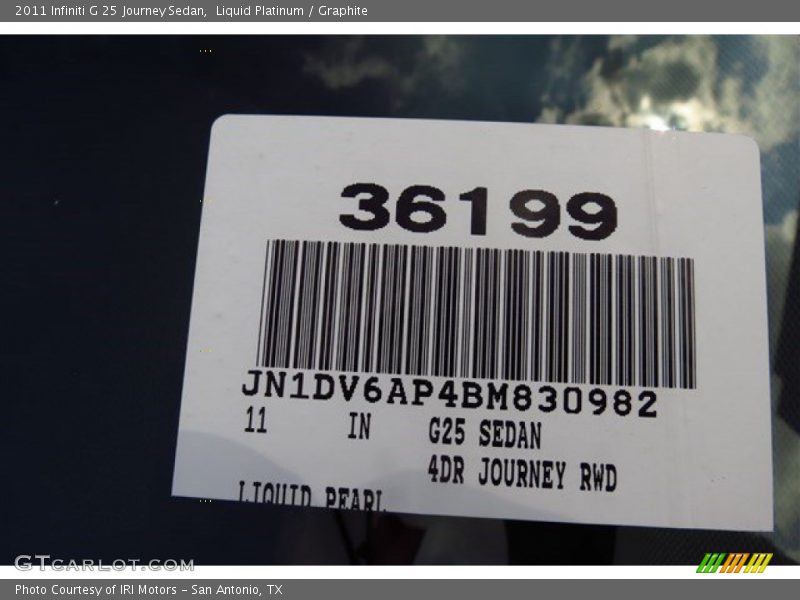 2011 Infiniti G 25 Journey Sedan,  Liquid Platinum / Graphite
36199
JN1DV6AP4BM830982
11 IN G25 SEDAN
4DR JOURNEY RWD
LIQUID PEARL
GTcarlot.com
Photo Courtesy of IRI Motors - San Antonio, TX